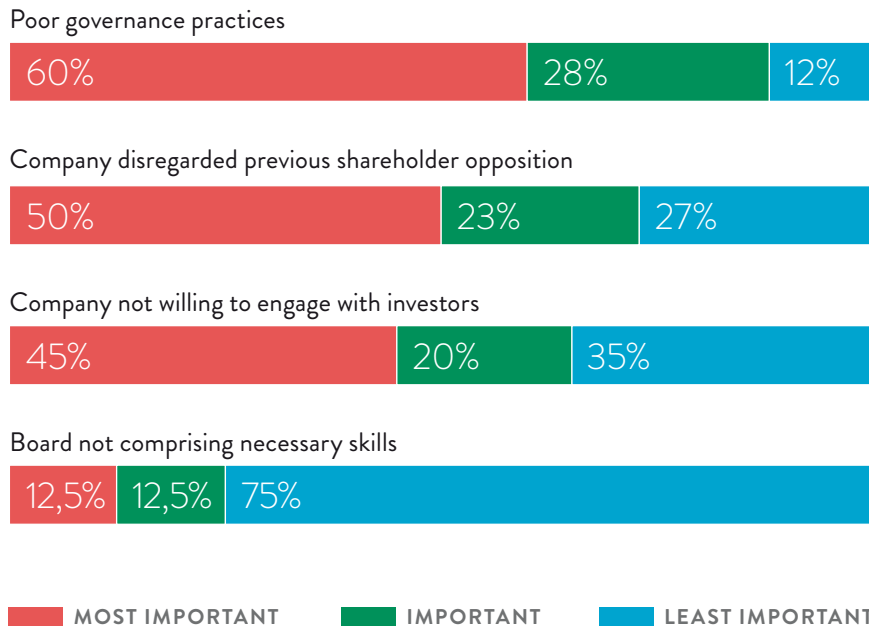 Poor governance practices
60% 28% 12%
Company disregarded previous shareholder opposition
50% 23% 27%
Company not willing to engage with investors
45% 20% 35%
Board not comprising necessary skills
12,5% 12,5% 75%
MOST IMPORTANT IMPORTANT LEAST IMPORTANT